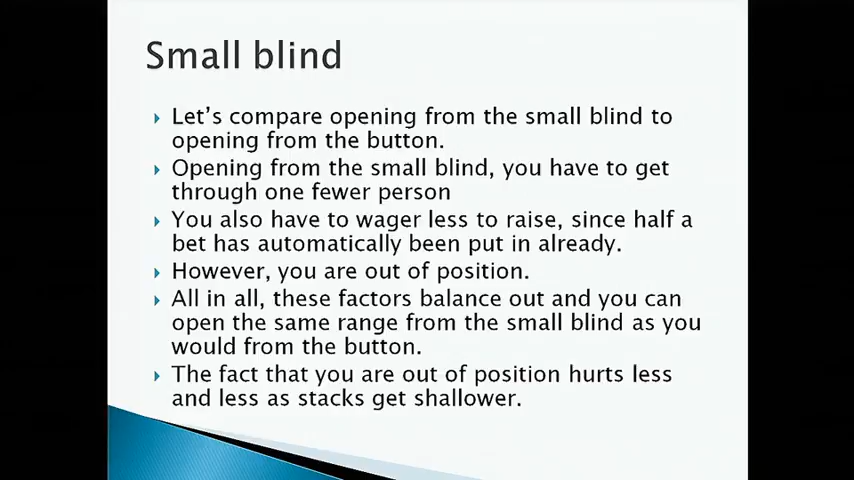 Small blind
Let's compare opening from the small blind to
opening from the button.
Opening from the small blind, you have to get
through one fewer person
You also have to wager less to raise, since half a
bet has automatically been put in already.
However, you are out of position.
All in all, these factors balance out and you can
open the same range from the small blind as you
would from the button.
The fact that you are out of position hurts less
and less as stacks get shallower.